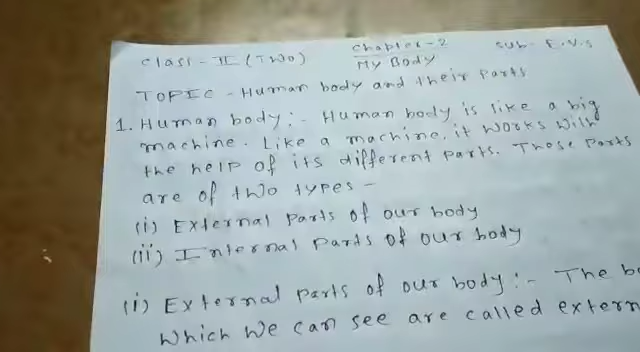 Class - II (Two) Chapter - 2 Sub - E.V.S
My Body
TOPIC - Human body and their parts
1. Human body :- Human body is like a big
machine. Like a machine, it works with
the help of its different parts. These parts
are of two types -
(i) External parts of our body
(ii) Internal parts of our body
(i) External parts of our body :- The
which we can see are called